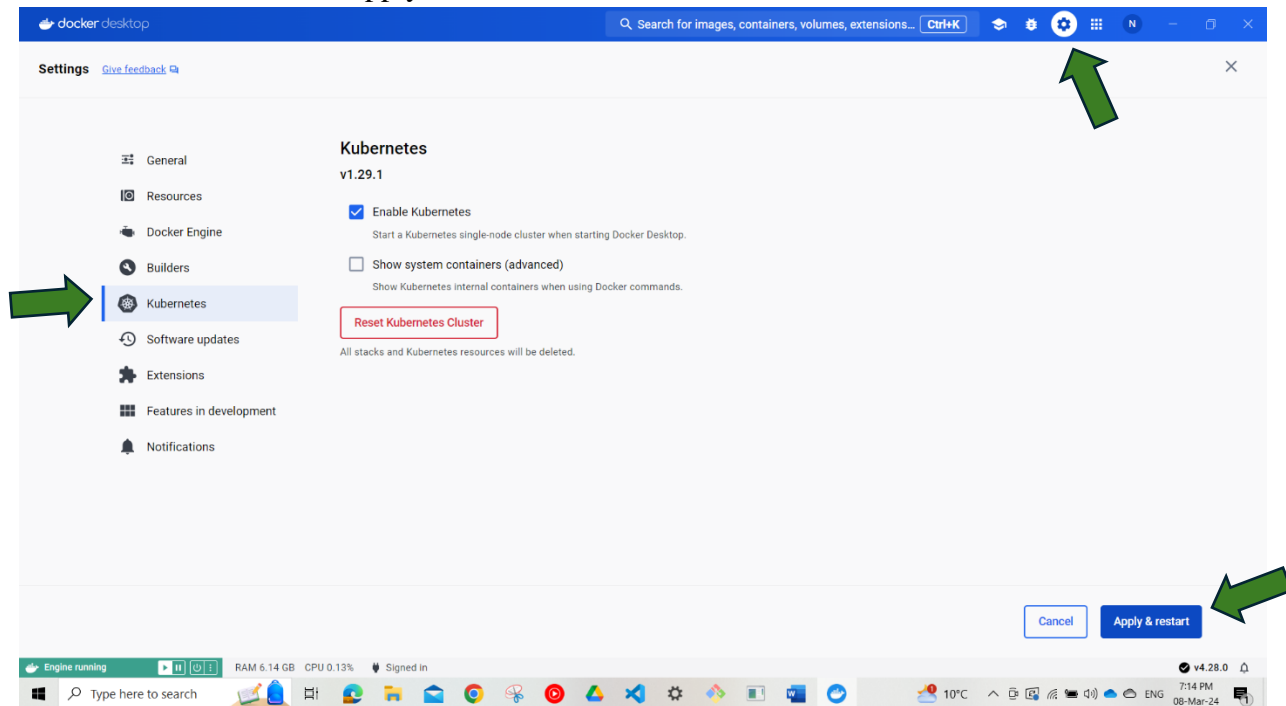 apply
docker desktop
Search for images, containers, volumes, extensions... Ctrl+K
N
Settings Give feedback
General
Resources
Docker Engine
Builders
Kubernetes
Software updates
Extensions
Features in development
Notifications
Kubernetes
v1.29.1
Enable Kubernetes
Start a Kubernetes single-node cluster when starting Docker Desktop.
Show system containers (advanced)
Show Kubernetes internal containers when using Docker commands.
Reset Kubernetes Cluster
All stacks and Kubernetes resources will be deleted.
Cancel Apply & restart
Engine running RAM 6.14 GB CPU 0.13% Signed in v4.28.0
Type here to search 10°C ENG 7:14 PM
08-Mar-24 1